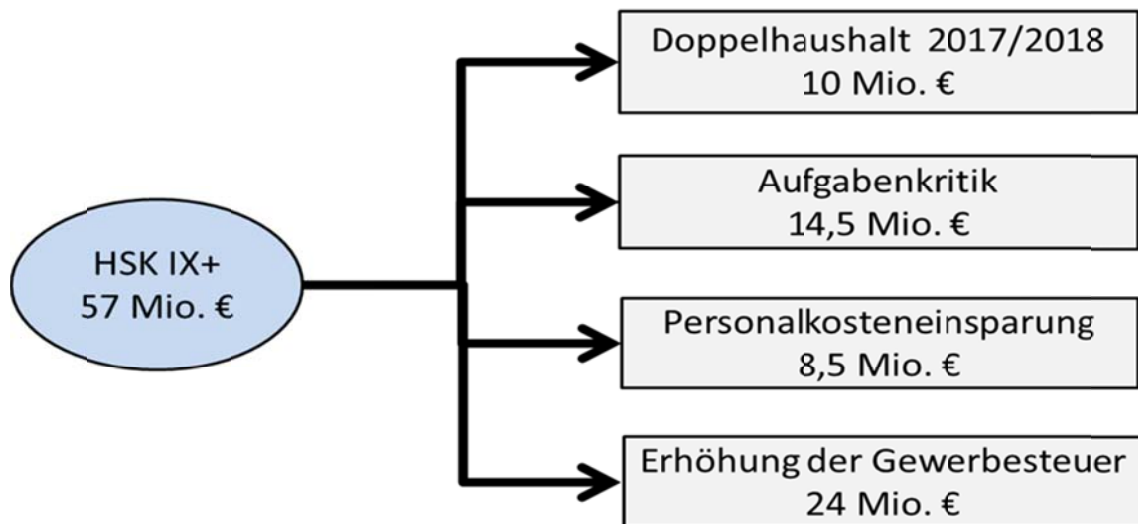 HSK IX+
57 Mio. €
Doppelhaushalt 2017/2018
10 Mio. €
Aufgabenkritik
14,5 Mio. €
Personalkosteneinsparung
8,5 Mio. €
Erhöhung der Gewerbesteuer
24 Mio. €